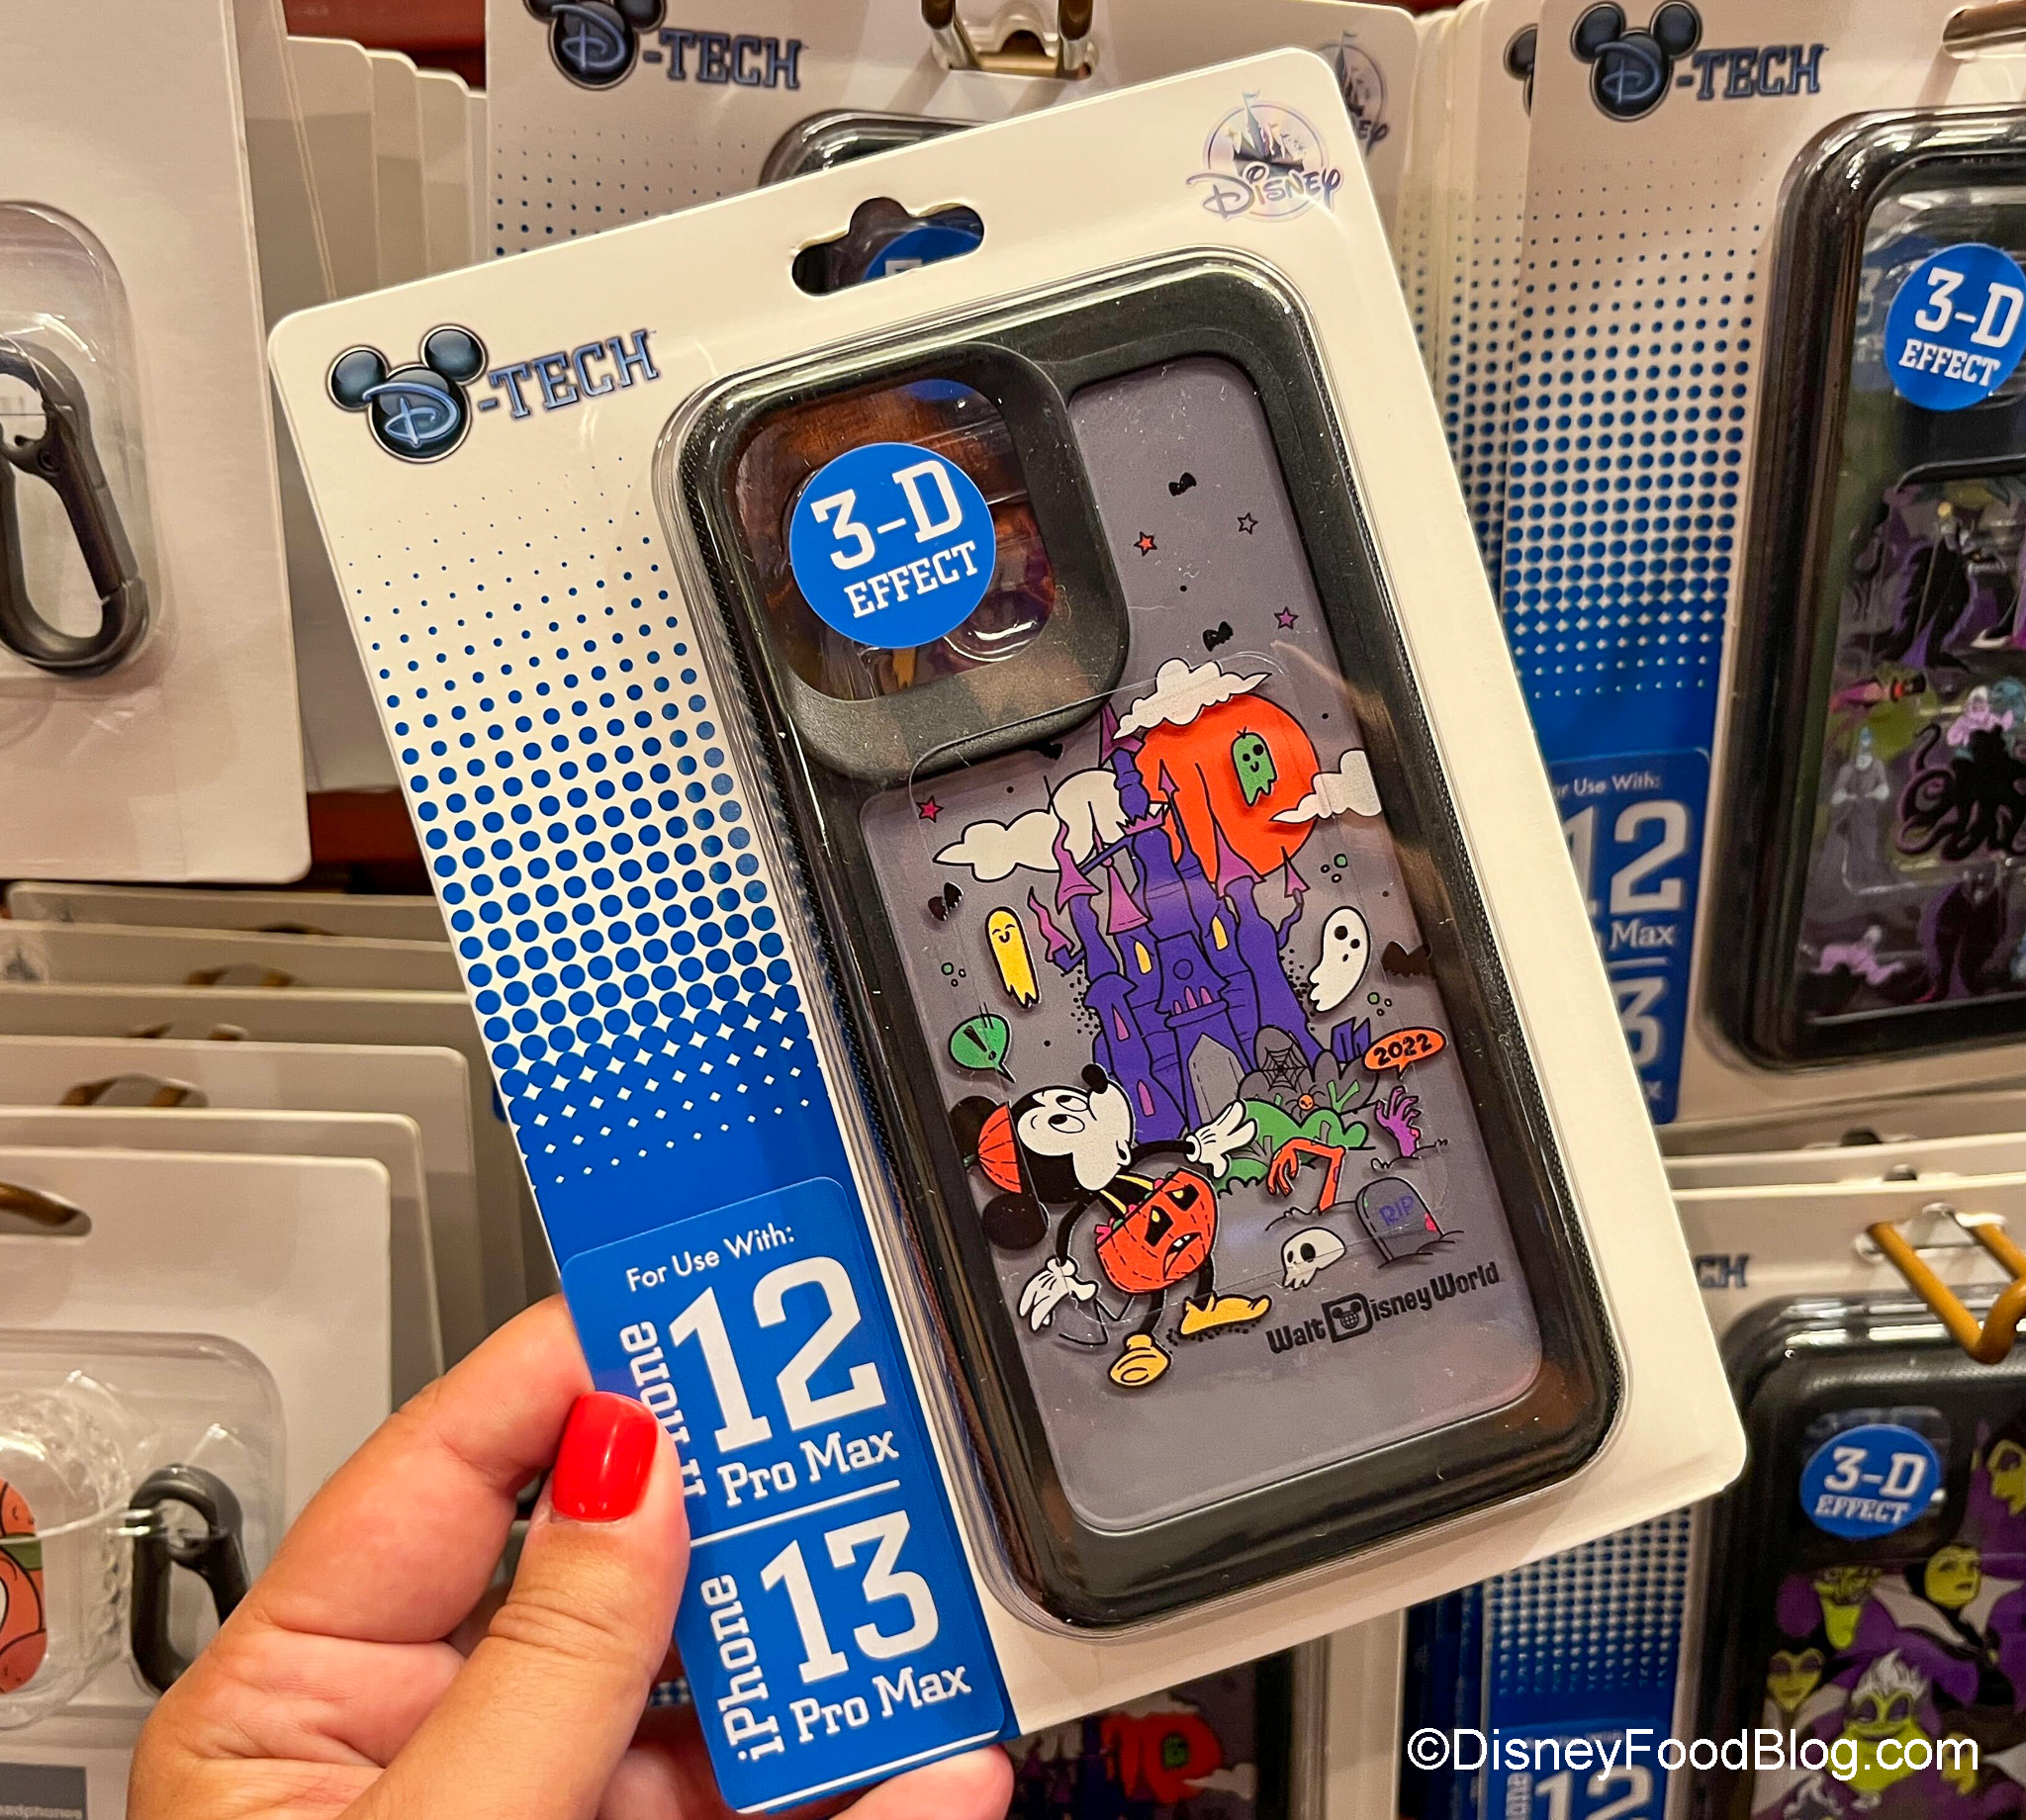 D-TECH
D-TECH
DISNEY
D-TECH
3-D
EFFECT
3-D
EFFECT
!
2022
RIP
Walt Disney World
For Use With:
iPhone
12
Pro Max
iPhone
13
Pro Max
Use With:
12
Max
3-D
EFFECT
12
©DisneyFoodBlog.com